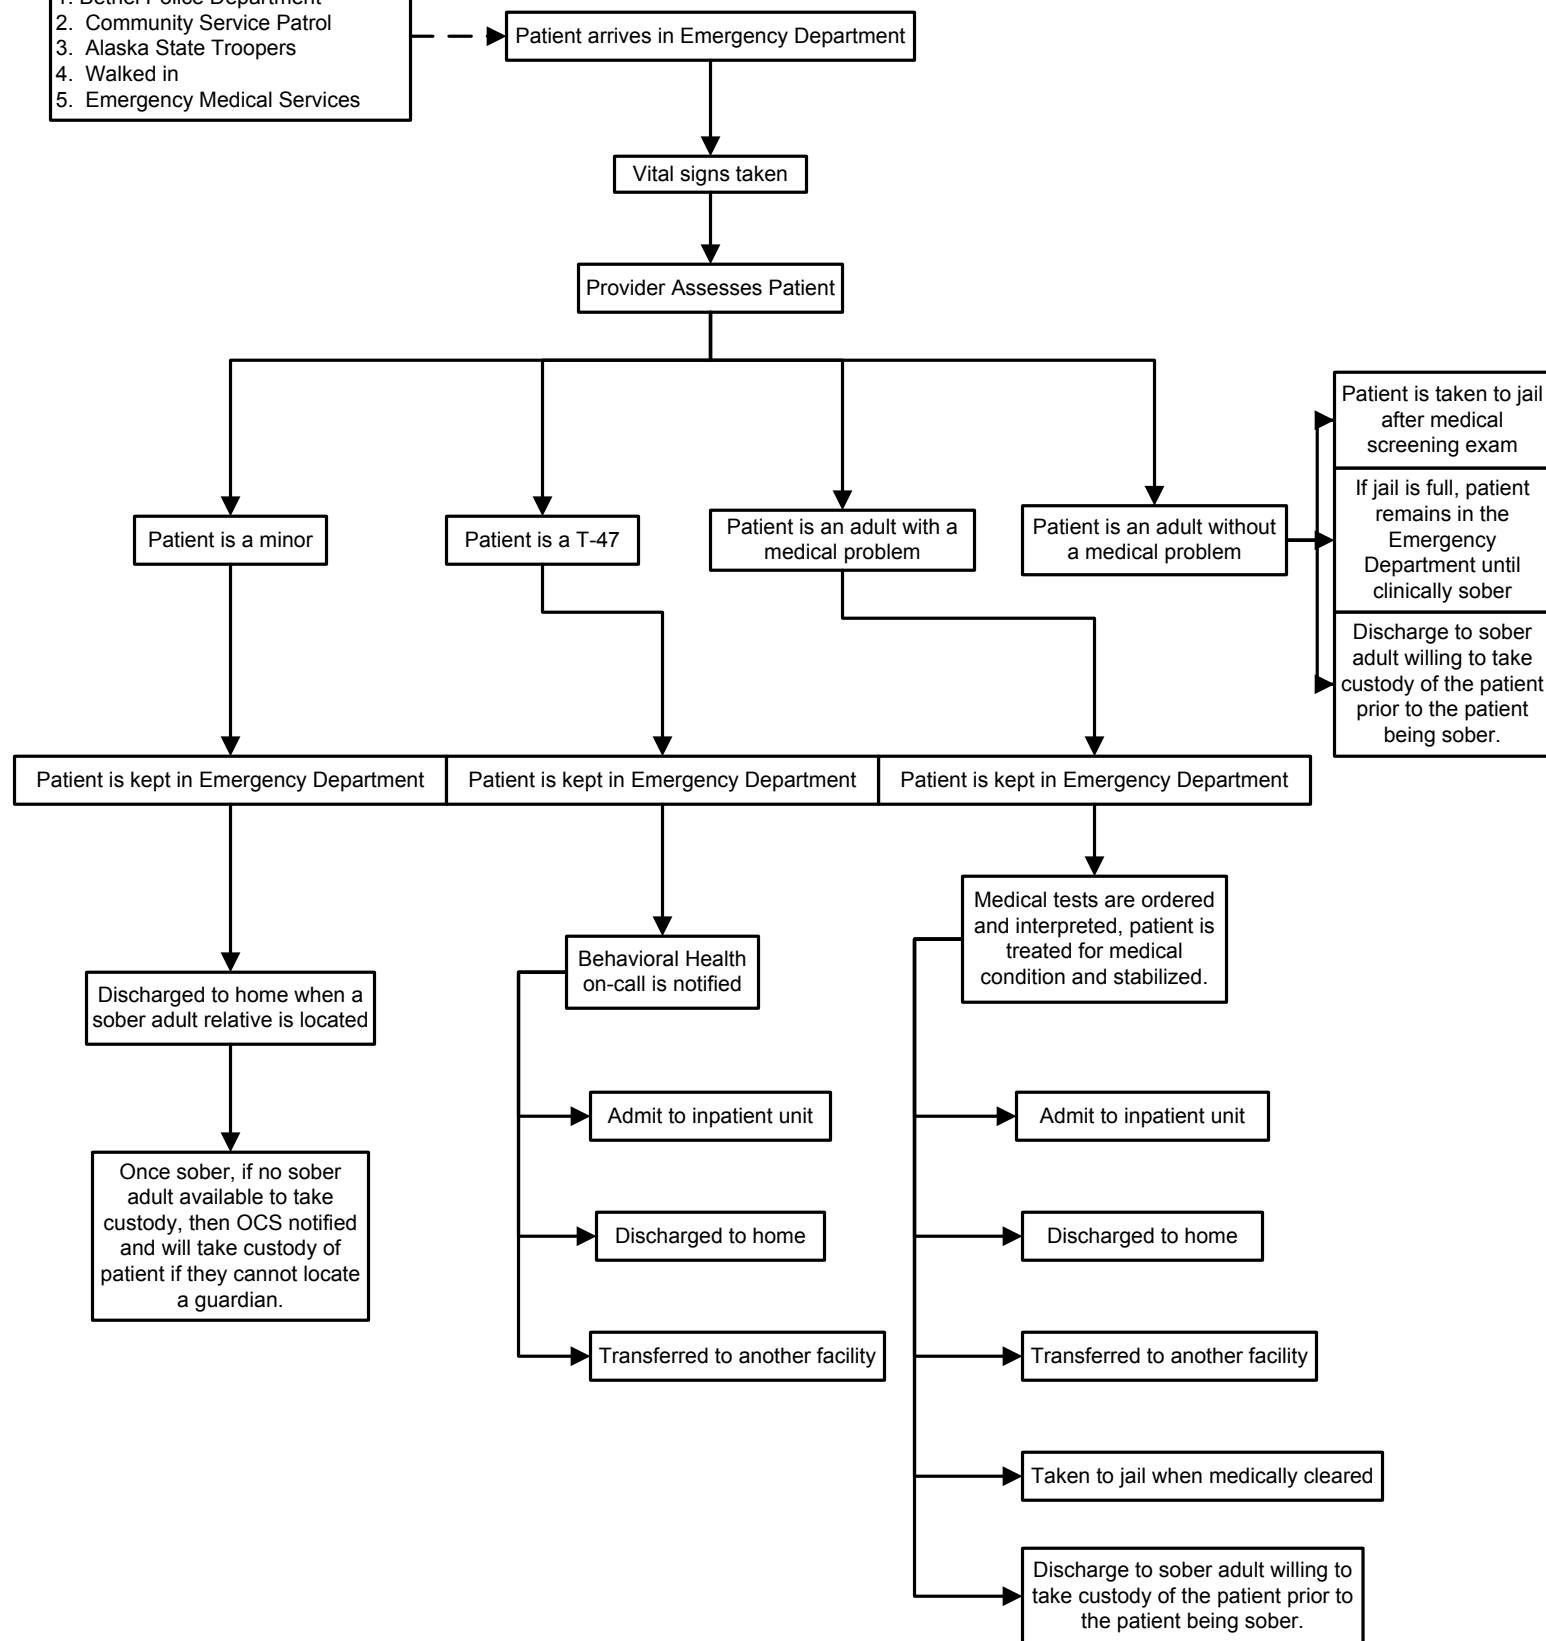 1. Bethel Police Department
2. Community Service Patrol
3. Alaska State Troopers
4. Walked in
5. Emergency Medical Services
Patient arrives in Emergency Department
Vital signs taken
Provider Assesses Patient
Patient is a minor
Patient is a T-47
Patient is an adult with a
medical problem
Patient is an adult without
a medical problem
Patient is taken to jail
after medical
screening exam
If jail is full, patient
remains in the
Emergency
Department until
clinically sober
Discharge to sober
adult willing to take
custody of the patient
prior to the patient
being sober.
Patient is kept in Emergency Department
Patient is kept in Emergency Department
Patient is kept in Emergency Department
Discharged to home when a
sober adult relative is located
Once sober, if no sober
adult available to take
custody, then OCS notified
and will take custody of
patient if they cannot locate
a guardian.
Behavioral Health
on-call is notified
Admit to inpatient unit
Discharged to home
Transferred to another facility
Medical tests are ordered
and interpreted, patient is
treated for medical
condition and stabilized.
Admit to inpatient unit
Discharged to home
Transferred to another facility
Taken to jail when medically cleared
Discharge to sober adult willing to
take custody of the patient prior to
the patient being sober.